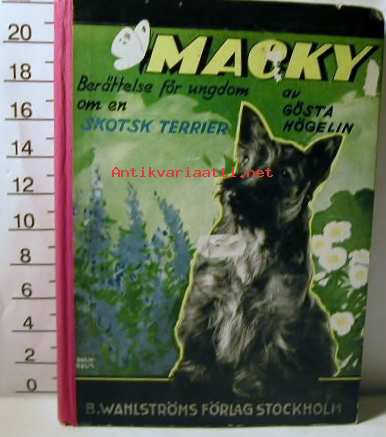 MACKY
Berättelse för ungdom
om en
SKOTSK TERRIER
av
GÖSTA
HÖGELIN
Antikvariaatti.net
B. WAHLSTRÖMS FÖRLAG STOCKHOLM
20
18
16
14
12
10
8
6
4
2
0